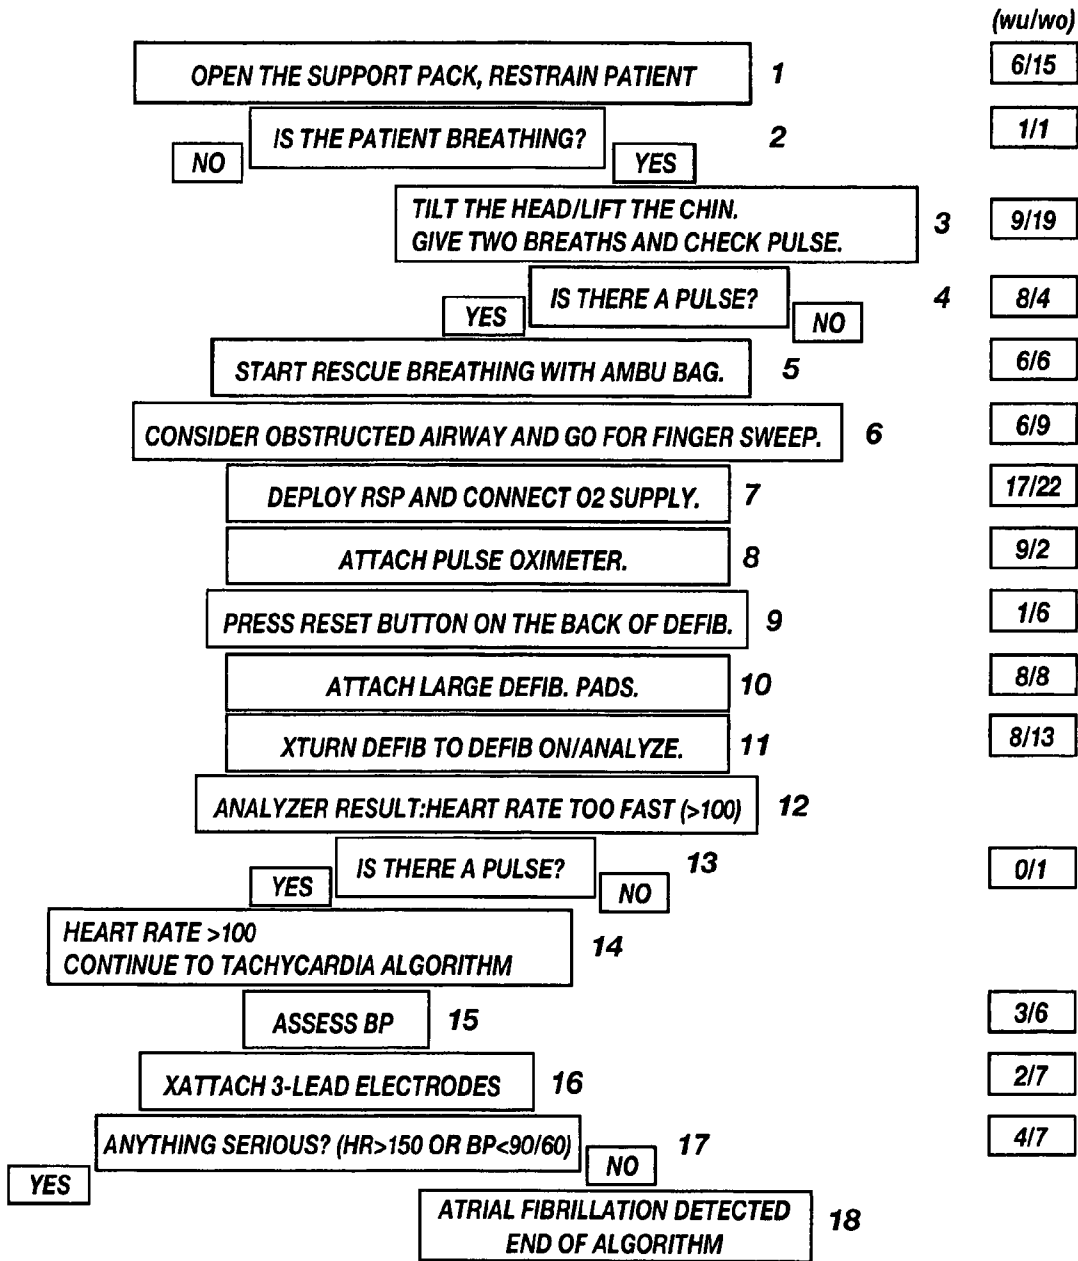 (wu/wo)
OPEN THE SUPPORT PACK, RESTRAIN PATIENT 1 6/15
IS THE PATIENT BREATHING? 2 1/1
NO YES
TILT THE HEAD/LIFT THE CHIN.
GIVE TWO BREATHS AND CHECK PULSE. 3 9/19
IS THERE A PULSE? 4 8/4
YES NO
START RESCUE BREATHING WITH AMBU BAG. 5 6/6
CONSIDER OBSTRUCTED AIRWAY AND GO FOR FINGER SWEEP. 6 6/9
DEPLOY RSP AND CONNECT O2 SUPPLY. 7 17/22
ATTACH PULSE OXIMETER. 8 9/2
PRESS RESET BUTTON ON THE BACK OF DEFIB. 9 1/6
ATTACH LARGE DEFIB. PADS. 10 8/8
XTURN DEFIB TO DEFIB ON/ANALYZE. 11 8/13
ANALYZER RESULT:HEART RATE TOO FAST (>100) 12
IS THERE A PULSE? 13 0/1
YES NO
HEART RATE >100
CONTINUE TO TACHYCARDIA ALGORITHM 14
ASSESS BP 15 3/6
XATTACH 3-LEAD ELECTRODES 16 2/7
ANYTHING SERIOUS? (HR>150 OR BP<90/60) 17 4/7
YES NO
ATRIAL FIBRILLATION DETECTED
END OF ALGORITHM 18